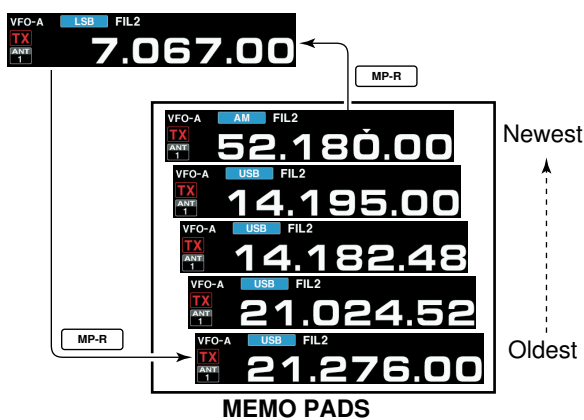 VFO-A LSB FIL2
TX
ANT
1
7.067.00
MP-R
VFO-A AM FIL2
TX
ANT
1
52.180.00
Newest
VFO-A USB FIL2
TX
ANT
1
14.195.00
VFO-A USB FIL2
TX
ANT
1
14.182.48
VFO-A USB FIL2
TX
ANT
1
21.024.52
MP-R
VFO-A USB FIL2
TX
ANT
1
21.276.00
Oldest
MEMO PADS